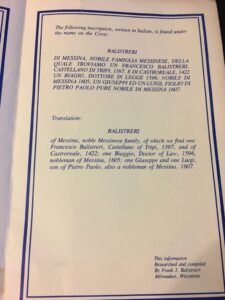 The following inscription, written in Italian, is found under
the name on the Crest:
BALISTRERI
DI MESSINA, NOBILE FAMIGLIA MESSINESE, DELLA
QUALE TROVIAMO UN FRANCESCO BALISTRERI,
CASTELLANO DI TRIPI, 1397, E DI CASTROREALE, 1422
UN BIAGIO, DOTTORE IN LEGGE 1596, NOBILE DI
MESSINA 1605; UN GIUSEPPI ED UN LUIGI, FIGLIO DI
PIETRO PAOLO PURE NOBILE DI MESSINA 1607.
Translation:
BALISTRERI
of Messina, noble Messinese family, of which we find one
Francesco Balistreri, Castellano of Tripi, 1397, and of
Castroreale, 1422; one Biagio, Doctor of Law, 1596,
nobleman of Messina, 1605; one Giuseppe and one Luigi,
son of Pietro Paolo, also a nobleman of Messina, 1607.
This information
Researched and compiled
By Frank J. Balistrieri
Milwaukee, Wisconsin